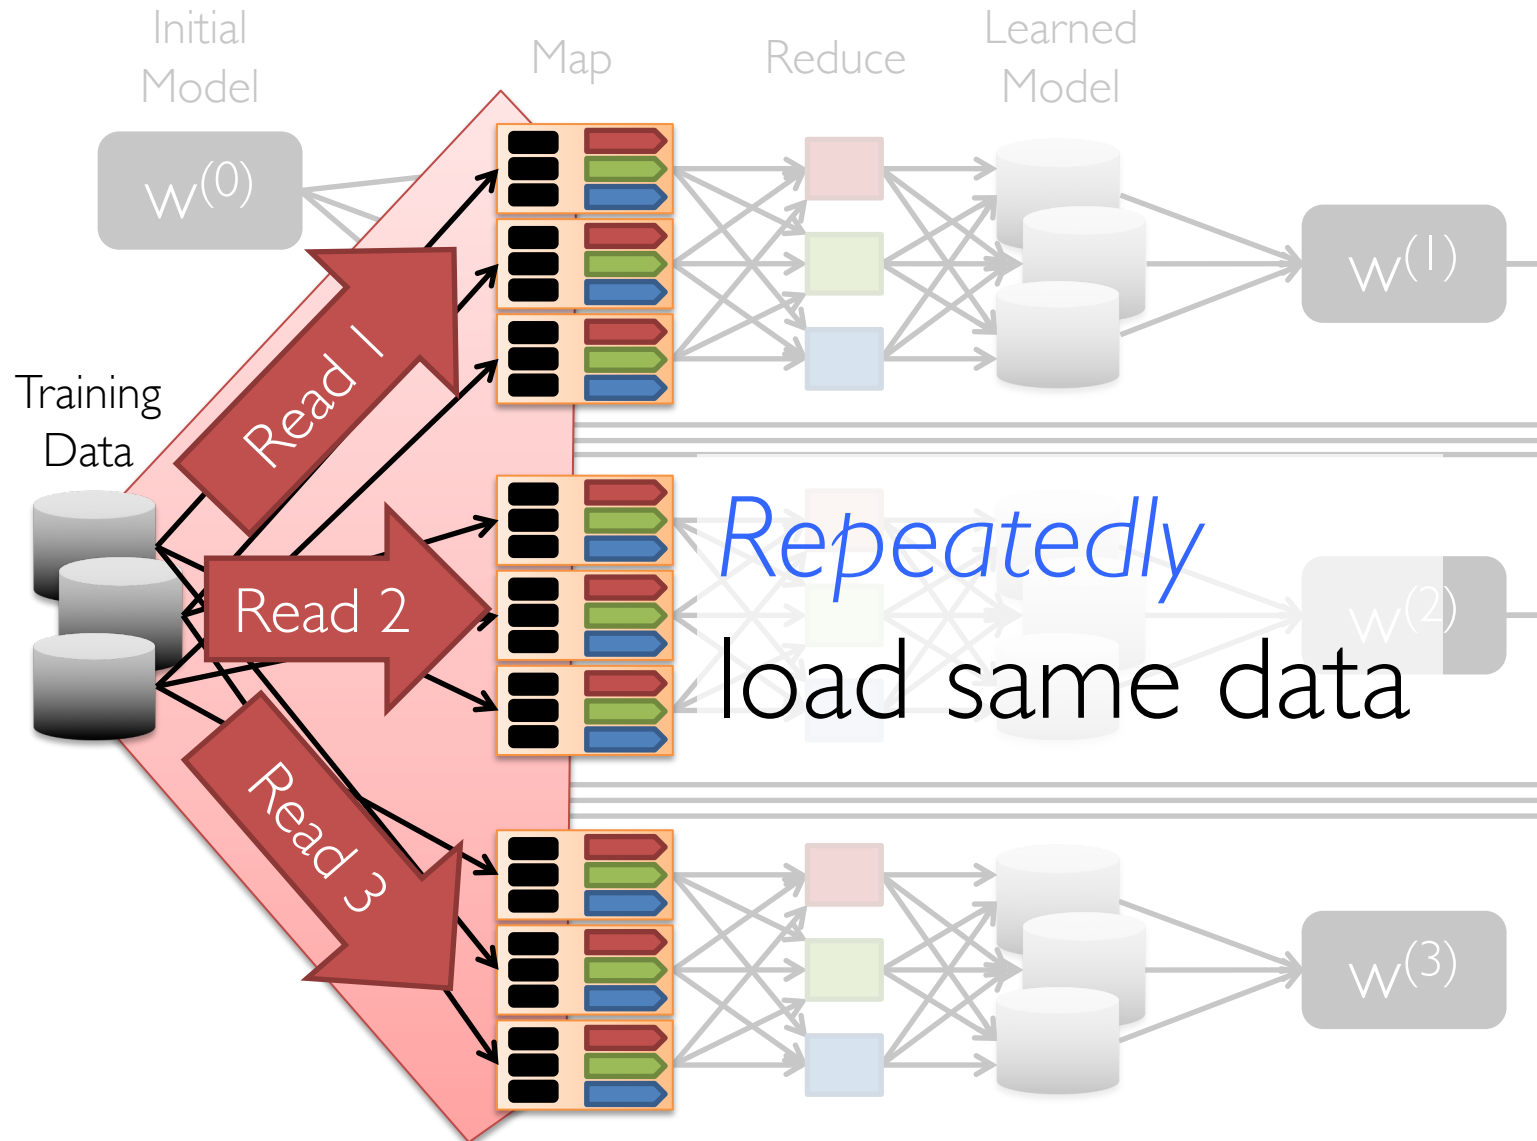 Initial
Model
Map
Reduce
Learned
Model
w(0)
w(1)
Read 1
Training
Data
Read 2
Repeatedly
load same data
w(2)
Read 3
w(3)